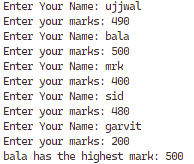 Enter Your Name: ujjwal
Enter your marks: 490
Enter Your Name: bala
Enter your marks: 500
Enter Your Name: mrk
Enter your marks: 400
Enter Your Name: sid
Enter your marks: 480
Enter Your Name: garvit
Enter your marks: 200
bala has the highest mark: 500